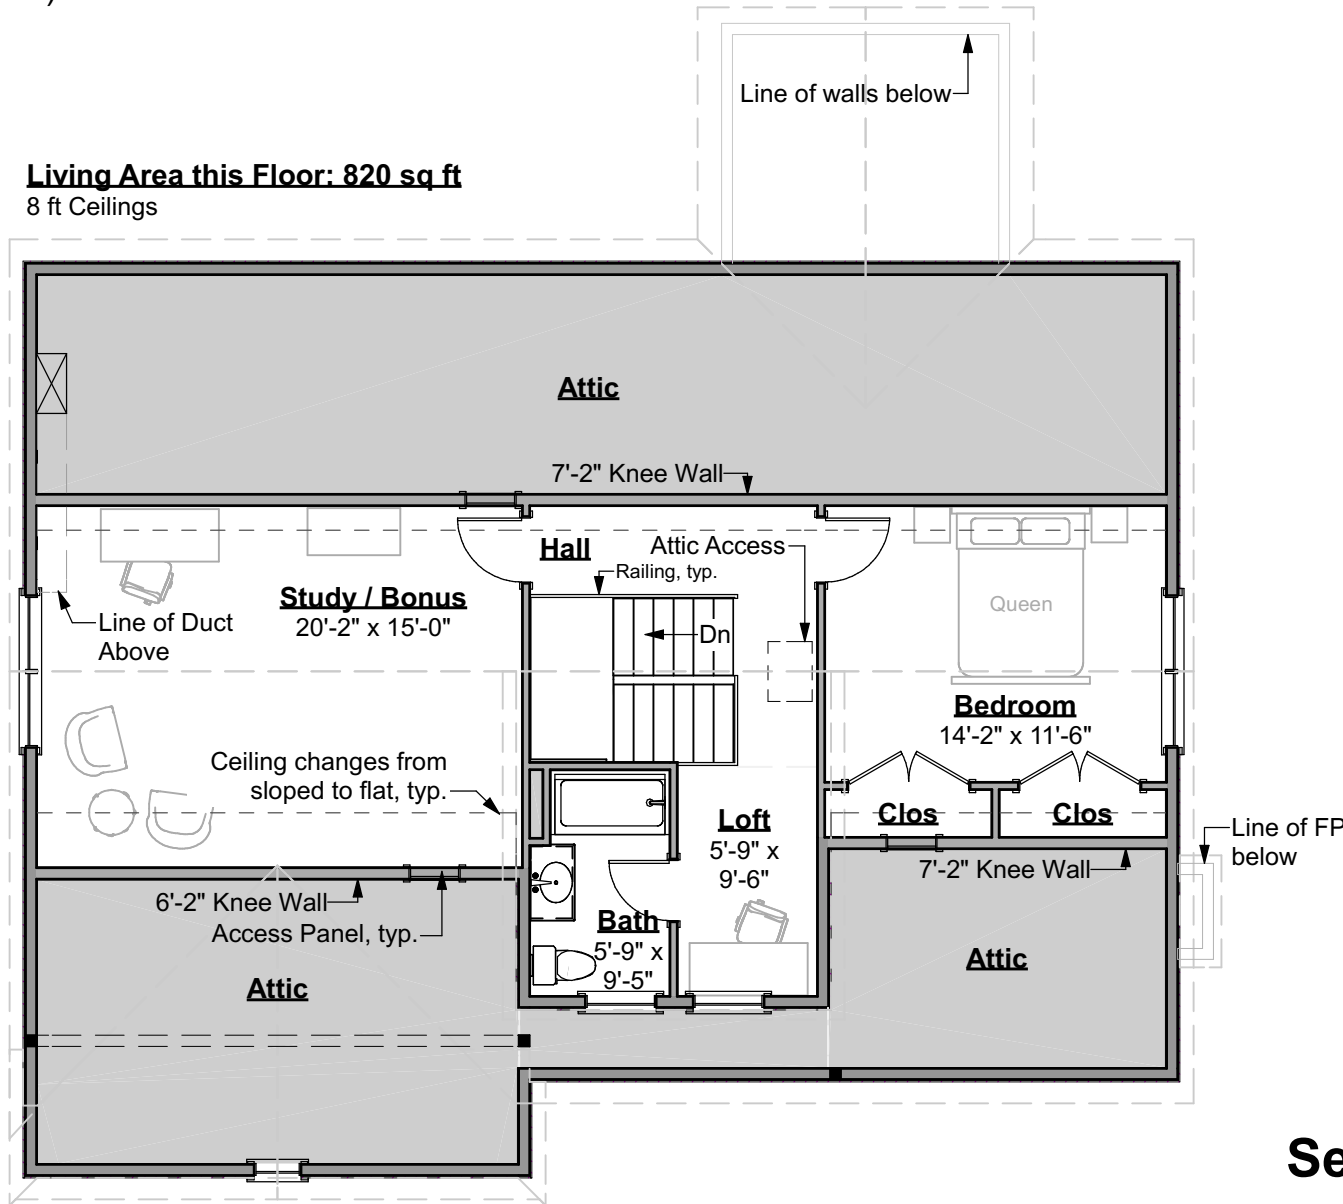 )
Line of walls below
Living Area this Floor: 820 sq ft
8 ft Ceilings
Attic
7'-2" Knee Wall
Hall
Attic Access
Railing, typ.
Study / Bonus
20'-2" x 15'-0"
Line of Duct
Above
Dn
Queen
Bedroom
14'-2" x 11'-6"
Ceiling changes from
sloped to flat, typ.
Clos
Clos
Loft
5'-9" x
9'-6"
Line of FP
below
7'-2" Knee Wall
6'-2" Knee Wall
Access Panel, typ.
Bath
5'-9" x
9'-5"
Attic
Attic
Se